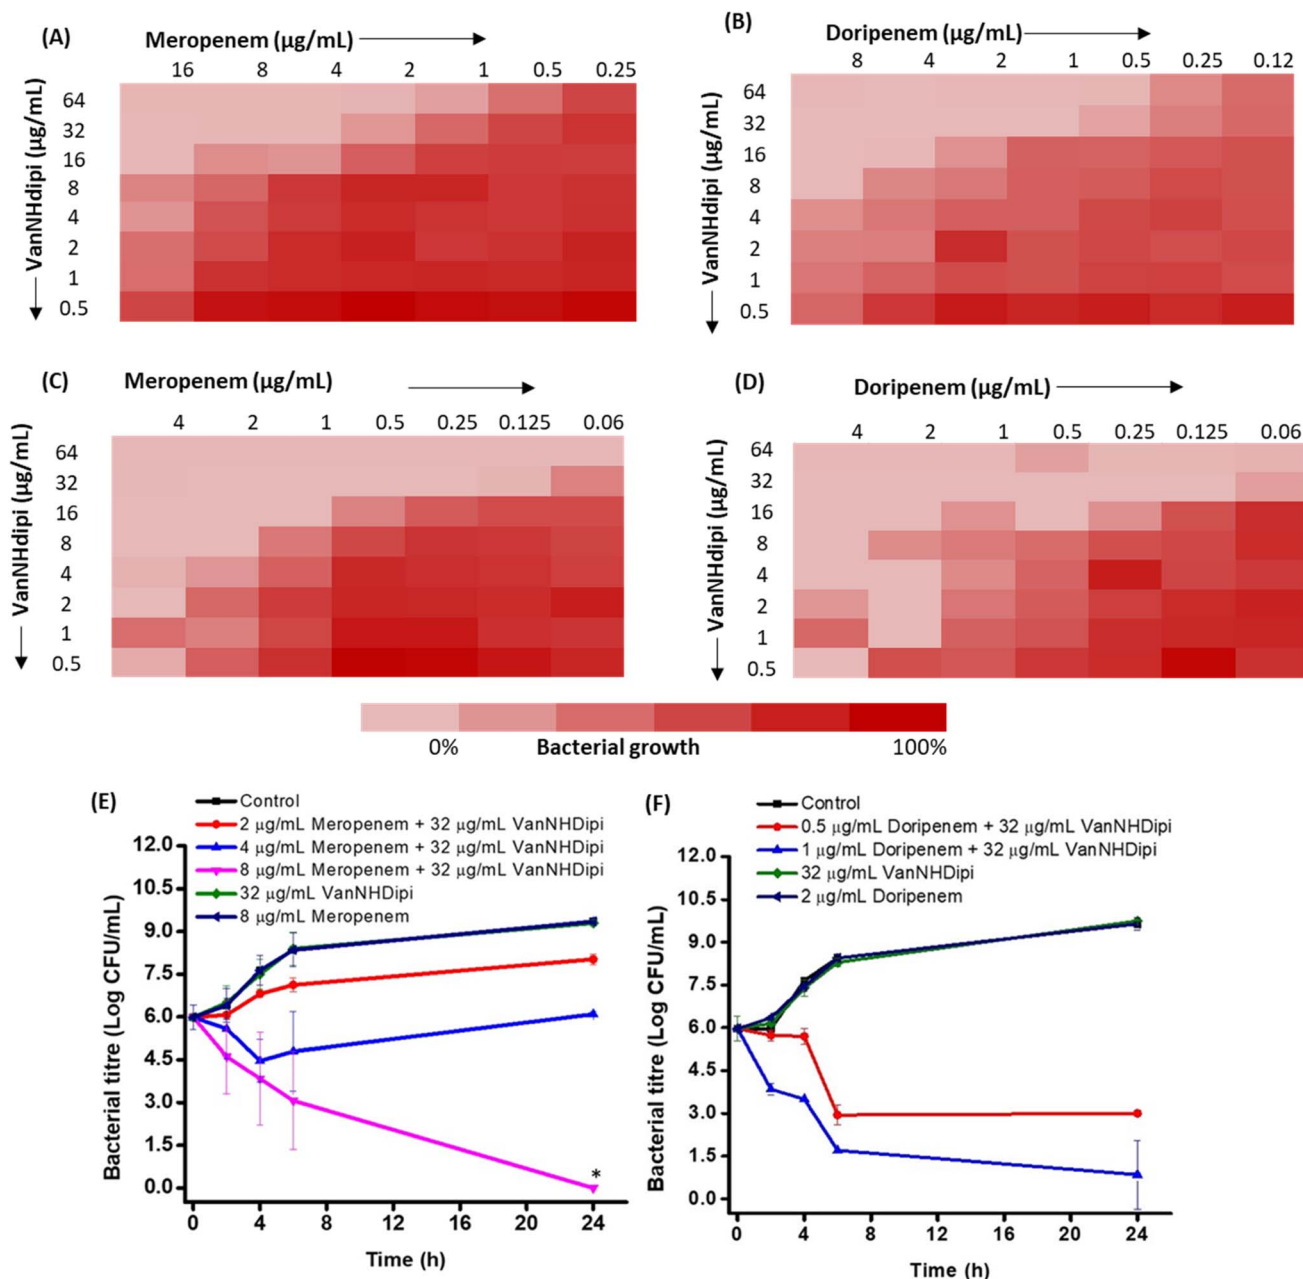 (A)
Meropenem (µg/mL)
16 8 4 2 1 0.5 0.25
VanNHdipi (µg/mL)
64
32
16
8
4
2
1
0.5
(B)
Doripenem (µg/mL)
8 4 2 1 0.5 0.25 0.12
VanNHdipi (µg/mL)
64
32
16
8
4
2
1
0.5
(C)
Meropenem (µg/mL)
4 2 1 0.5 0.25 0.125 0.06
VanNHdipi (µg/mL)
64
32
16
8
4
2
1
0.5
(D)
Doripenem (µg/mL)
4 2 1 0.5 0.25 0.125 0.06
VanNHdipi (µg/mL)
64
32
16
8
4
2
1
0.5
0% Bacterial growth 100%
(E)
Control
2 µg/mL Meropenem + 32 µg/mL VanNHDipi
4 µg/mL Meropenem + 32 µg/mL VanNHDipi
8 µg/mL Meropenem + 32 µg/mL VanNHDipi
32 µg/mL VanNHDipi
8 µg/mL Meropenem
Bacterial titre (Log CFU/mL)
12.0
10.5
9.0
7.5
6.0
4.5
3.0
1.5
0.0
*
0 4 8 12 16 20 24
Time (h)
(F)
Control
0.5 µg/mL Doripenem + 32 µg/mL VanNHDipi
1 µg/mL Doripenem + 32 µg/mL VanNHDipi
32 µg/mL VanNHDipi
2 µg/mL Doripenem
Bacterial titre (Log CFU/mL)
12.0
10.5
9.0
7.5
6.0
4.5
3.0
1.5
0.0
0 4 8 12 16 20 24
Time (h)